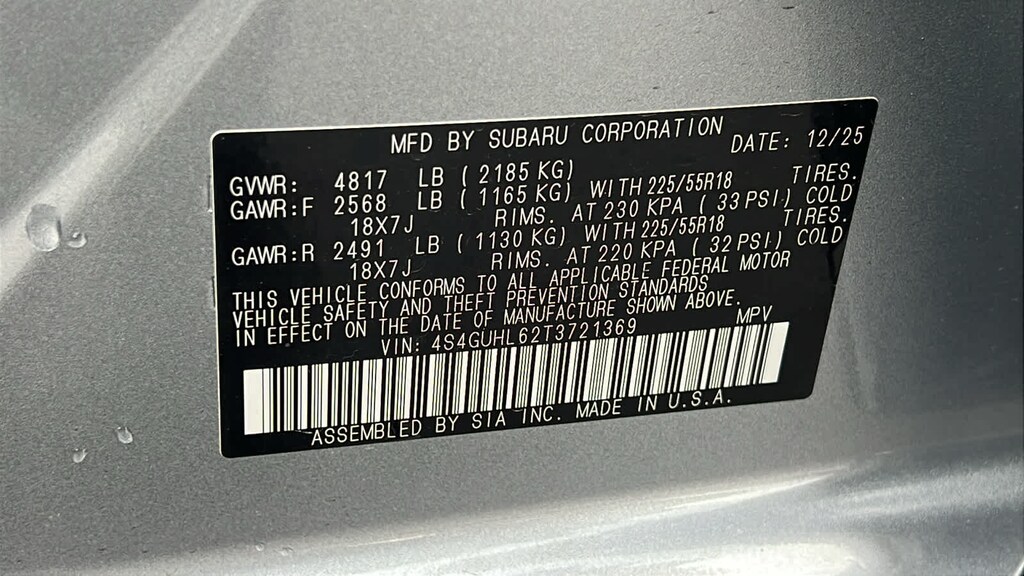 MFD BY SUBARU CORPORATION DATE: 12/25
GVWR: 4817 LB ( 2185 KG)
GAWR:F 2568 LB ( 1165 KG) WITH 225/55R18 TIRES.
18X7J RIMS. AT 230 KPA ( 33 PSI) COLD
GAWR:R 2491 LB ( 1130 KG) WITH 225/55R18 TIRES.
18X7J RIMS. AT 220 KPA ( 32 PSI) COLD
THIS VEHICLE CONFORMS TO ALL APPLICABLE FEDERAL MOTOR
VEHICLE SAFETY AND THEFT PREVENTION STANDARDS
IN EFFECT ON THE DATE OF MANUFACTURE SHOWN ABOVE.
VIN: 4S4GUHL62T3721369 MPV
ASSEMBLED BY SIA INC. MADE IN U.S.A.